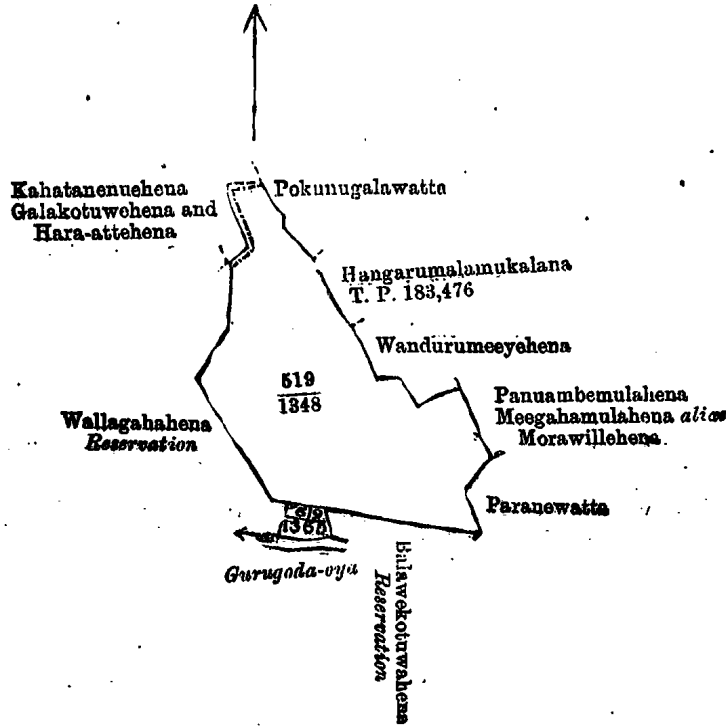 Kahatanenuehena
Galakotuwehena and
Hara-attehena
Pokunugalawatta
Hangarumalamukalana
T. P. 183,476
Wandurumeeyehena
519
1348
Panuambemulahena
Meegahamulahena alias
Morawillehena.
Wallagahahena
Reservation
Paranewatta
519
1365
Gurugoda-oya
Balawekotuwahena
Reservation